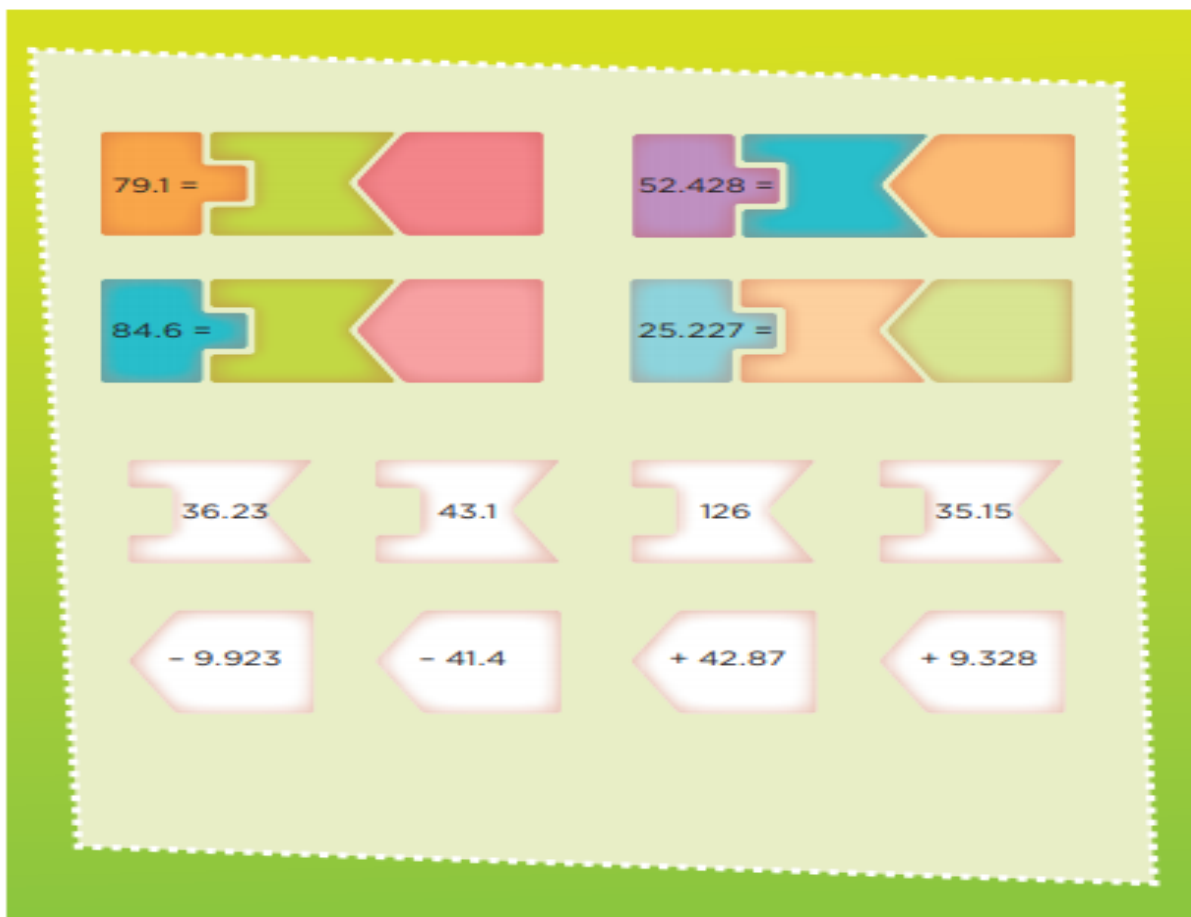 79.1 = 52.428 =
84.6 = 25.227 =
36.23 43.1 126 35.15
– 9.923 – 41.4 + 42.87 + 9.328